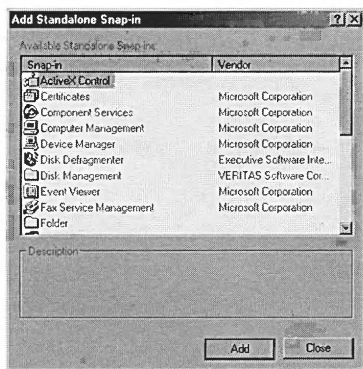 Add Standalone Snap-in
Available Standalone Snap-ins:
Snap-in Vendor
ActiveX Control
Certificates Microsoft Corporation
Component Services Microsoft Corporation
Computer Management Microsoft Corporation
Device Manager Microsoft Corporation
Disk Defragmenter Executive Software Inte...
Disk Management VERITAS Software Cor...
Event Viewer Microsoft Corporation
Fax Service Management Microsoft Corporation
Folder
Description
Add Close